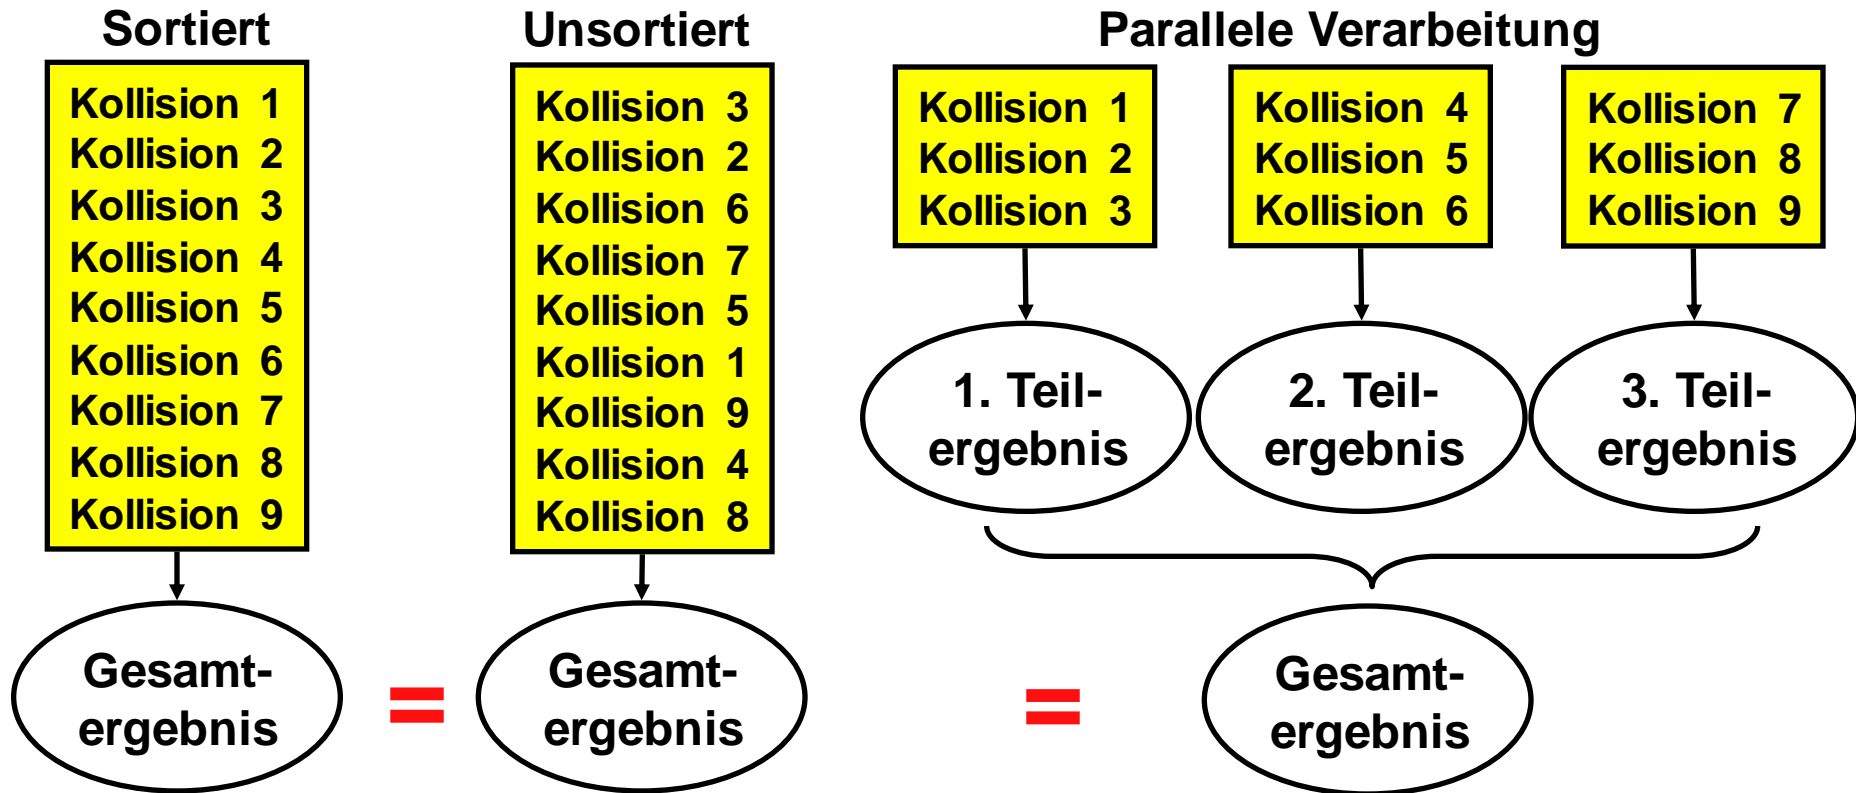 Sortiert
Kollision 1
Kollision 2
Kollision 3
Kollision 4
Kollision 5
Kollision 6
Kollision 7
Kollision 8
Kollision 9
Gesamt-
ergebnis
=
Unsortiert
Kollision 3
Kollision 2
Kollision 6
Kollision 7
Kollision 5
Kollision 1
Kollision 9
Kollision 4
Kollision 8
Gesamt-
ergebnis
=
Parallele Verarbeitung
Kollision 1
Kollision 2
Kollision 3
1. Teil-
ergebnis
Kollision 4
Kollision 5
Kollision 6
2. Teil-
ergebnis
Kollision 7
Kollision 8
Kollision 9
3. Teil-
ergebnis
Gesamt-
ergebnis